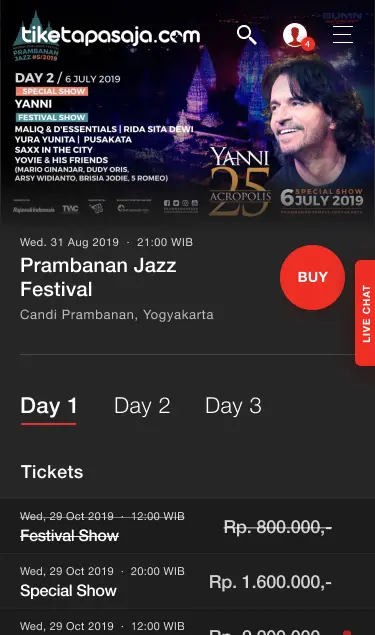 tiketapasaja.com
4
PRAMBANAN
JAZZ #5/2019
DAY 2 / 6 JULY 2019
SPECIAL SHOW
YANNI
FESTIVAL SHOW
MALIQ & D'ESSENTIALS | RIDA SITA DEWI
YURA YUNITA | PUSAKATA
SAXX IN THE CITY
YOVIE & HIS FRIENDS
(MARIO GINANJAR, DUDY ORIS,
ARSY WIDIANTO, BRISIA JODIE, 5 ROMEO)
YANNI
25
ACROPOLIS
6 SPECIAL SHOW
JULY 2019
Wed. 31 Aug 2019 · 21:00 WIB
Prambanan Jazz
Festival
Candi Prambanan, Yogyakarta
BUY
LIVE CHAT
Day 1
Day 2
Day 3
Tickets
Wed, 29 Oct 2019 · 12:00 WIB
Festival Show
Rp. 800.000,-
Wed, 29 Oct 2019 · 20:00 WIB
Special Show
Rp. 1.600.000,-
Wed, 29 Oct 2019 · 12:00 WIB